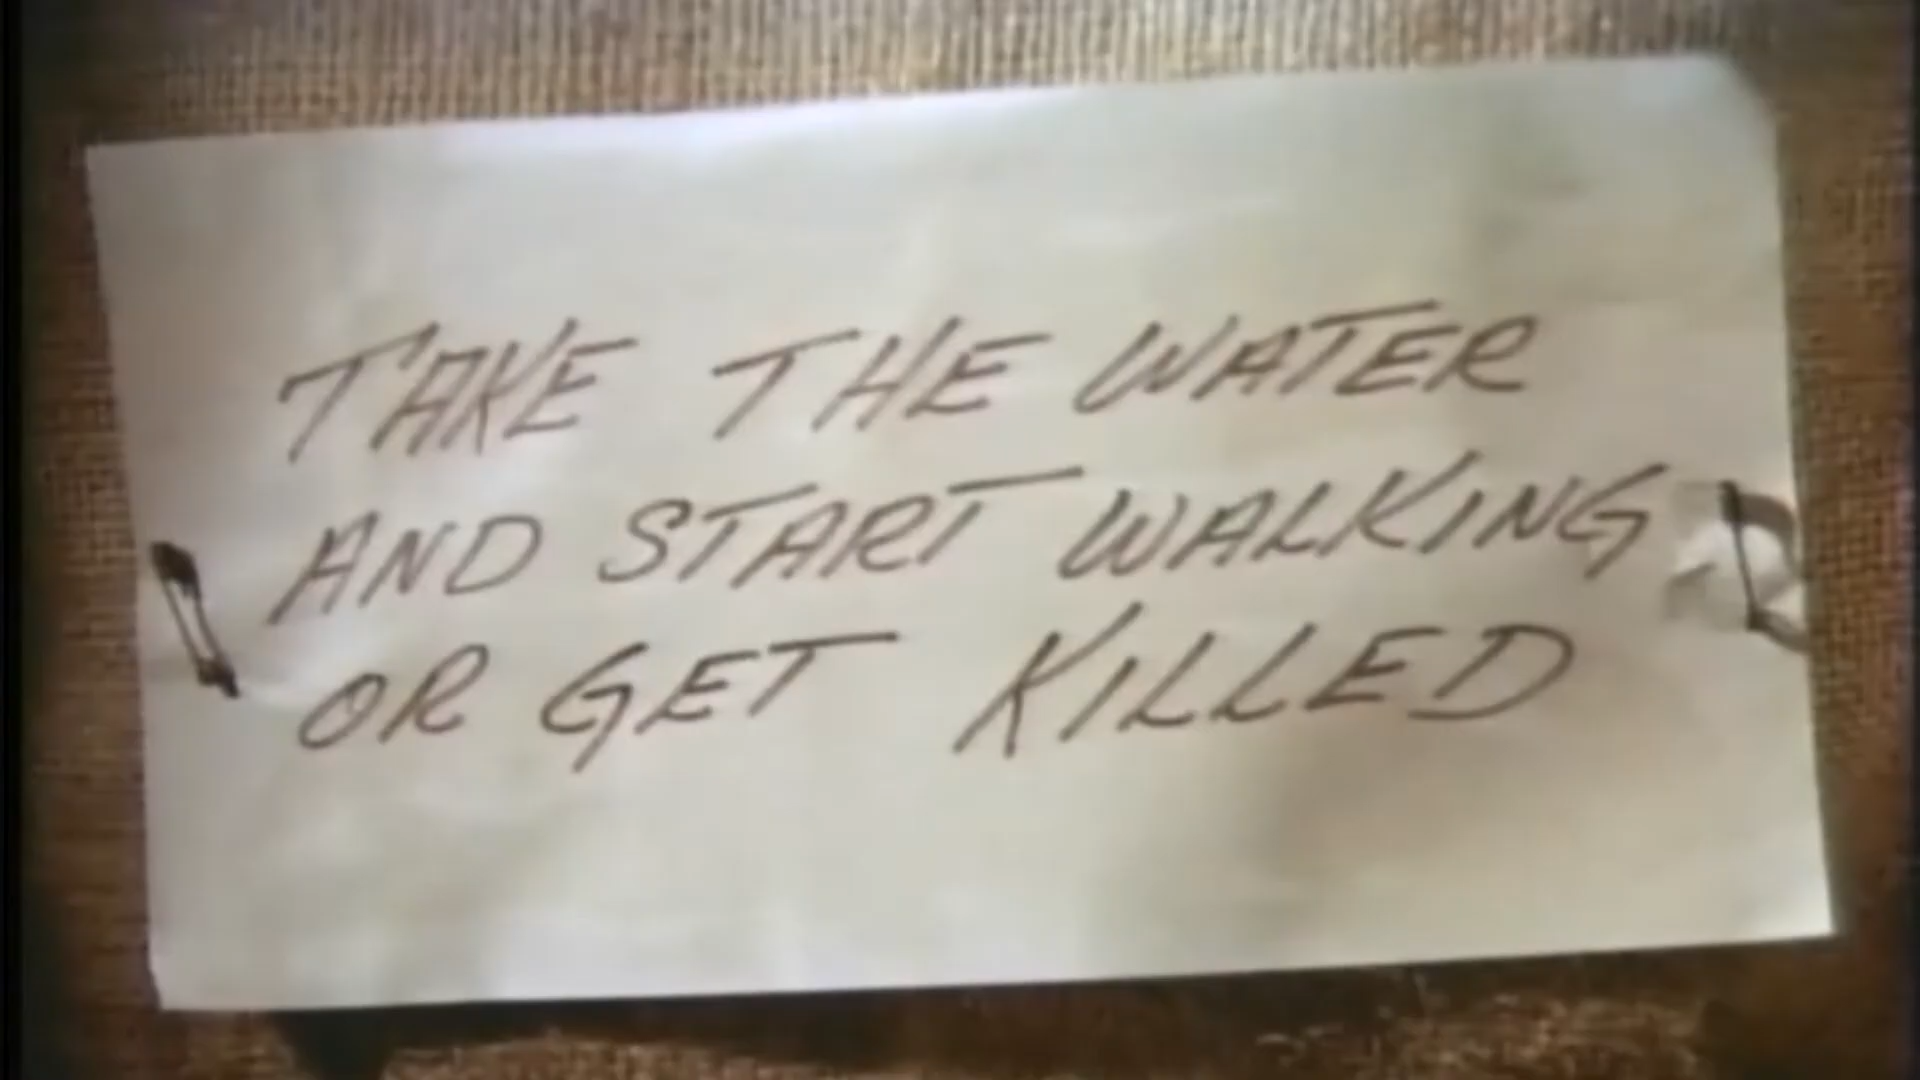 TAKE THE WATER
AND START WALKING
OR GET KILLED